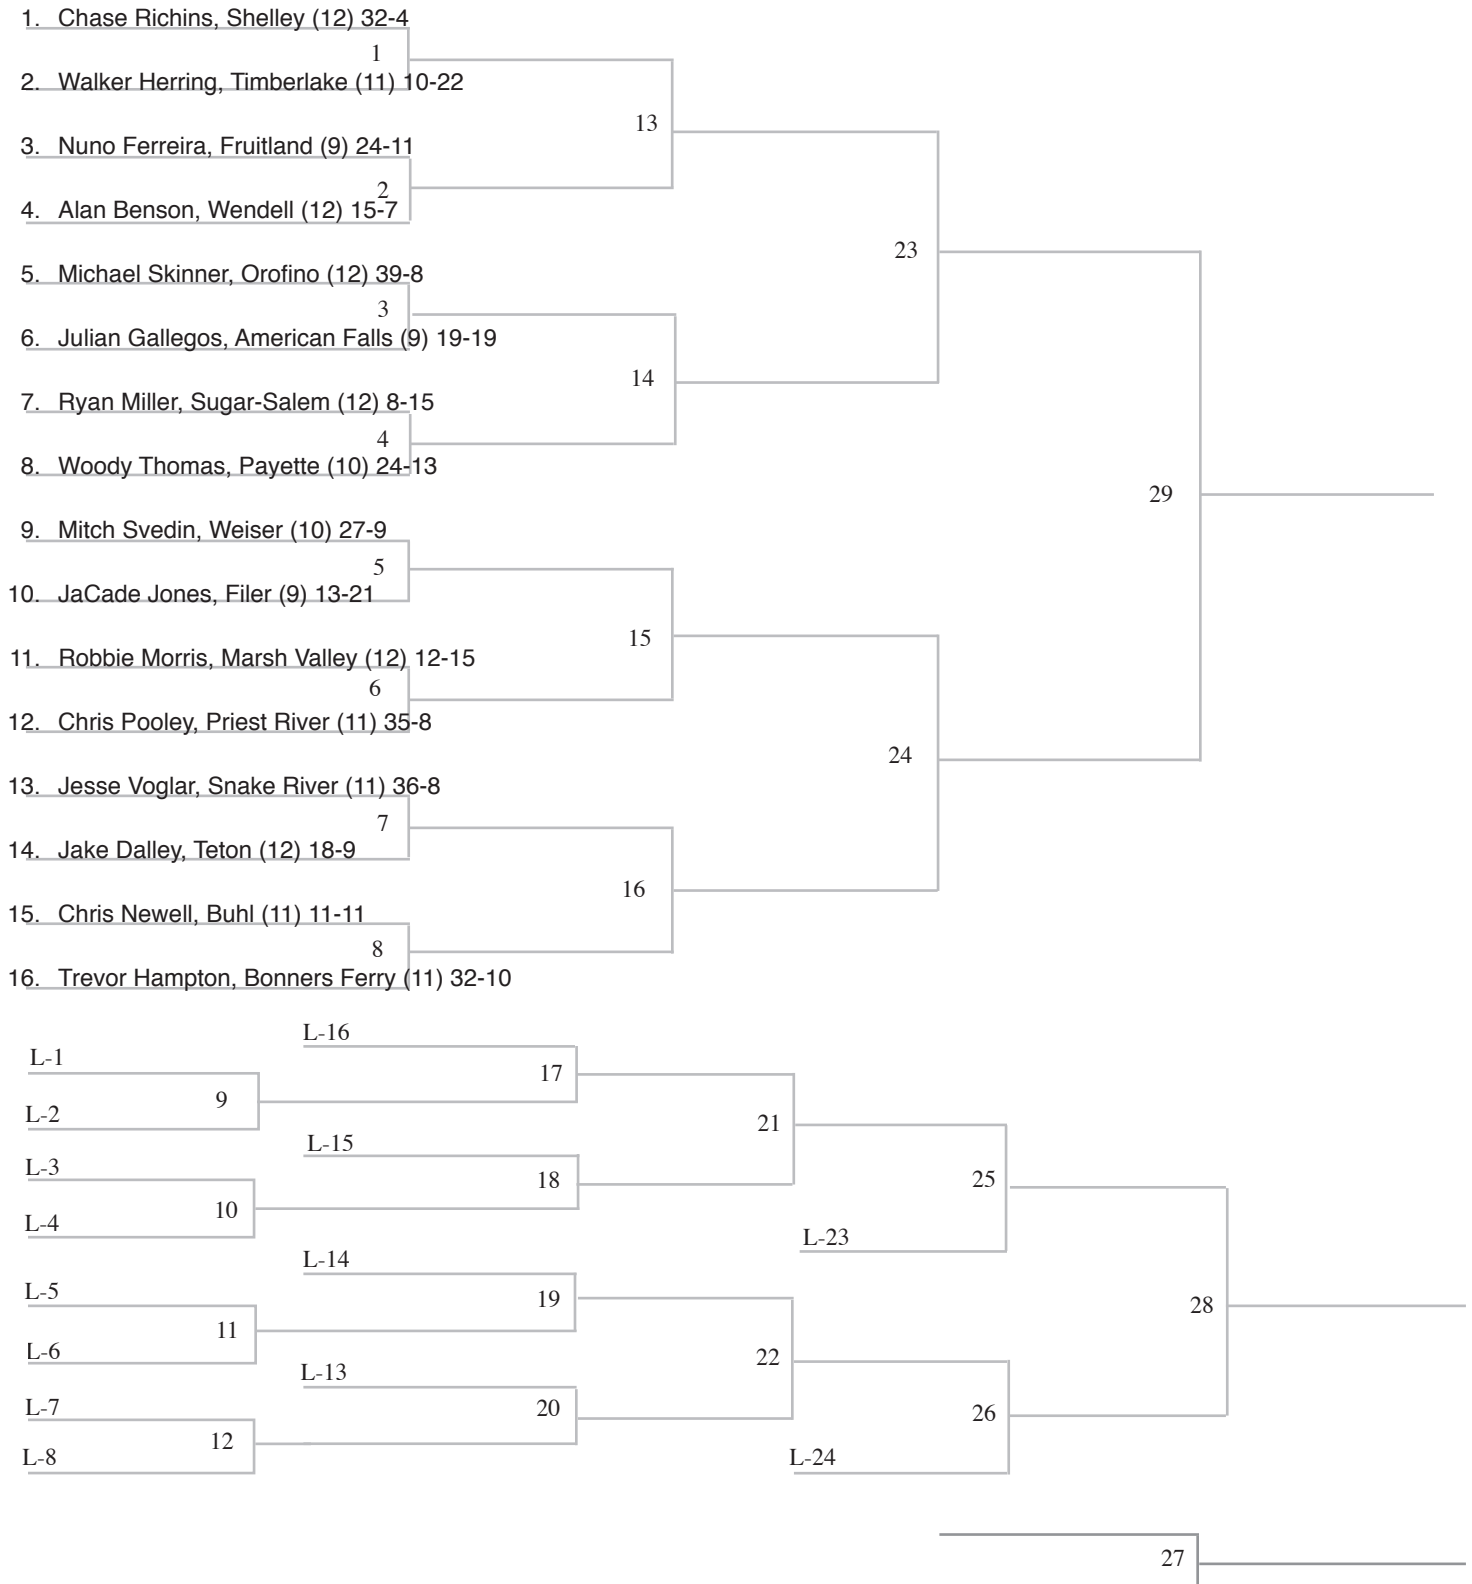 1. Chase Richins, Shelley (12) 32-4
1
2. Walker Herring, Timberlake (11) 10-22
13
3. Nuno Ferreira, Fruitland (9) 24-11
2
4. Alan Benson, Wendell (12) 15-7
23
5. Michael Skinner, Orofino (12) 39-8
3
6. Julian Gallegos, American Falls (9) 19-19
14
7. Ryan Miller, Sugar-Salem (12) 8-15
4
8. Woody Thomas, Payette (10) 24-13
29
9. Mitch Svedin, Weiser (10) 27-9
5
10. JaCade Jones, Filer (9) 13-21
15
11. Robbie Morris, Marsh Valley (12) 12-15
6
12. Chris Pooley, Priest River (11) 35-8
24
13. Jesse Voglar, Snake River (11) 36-8
7
14. Jake Dalley, Teton (12) 18-9
16
15. Chris Newell, Buhl (11) 11-11
8
16. Trevor Hampton, Bonners Ferry (11) 32-10
L-16
L-1
17
9
L-2
21
L-15
L-3
18
25
10
L-4
L-23
L-14
L-5
19
28
11
L-6
22
L-13
L-7
20
26
12
L-8
L-24
27